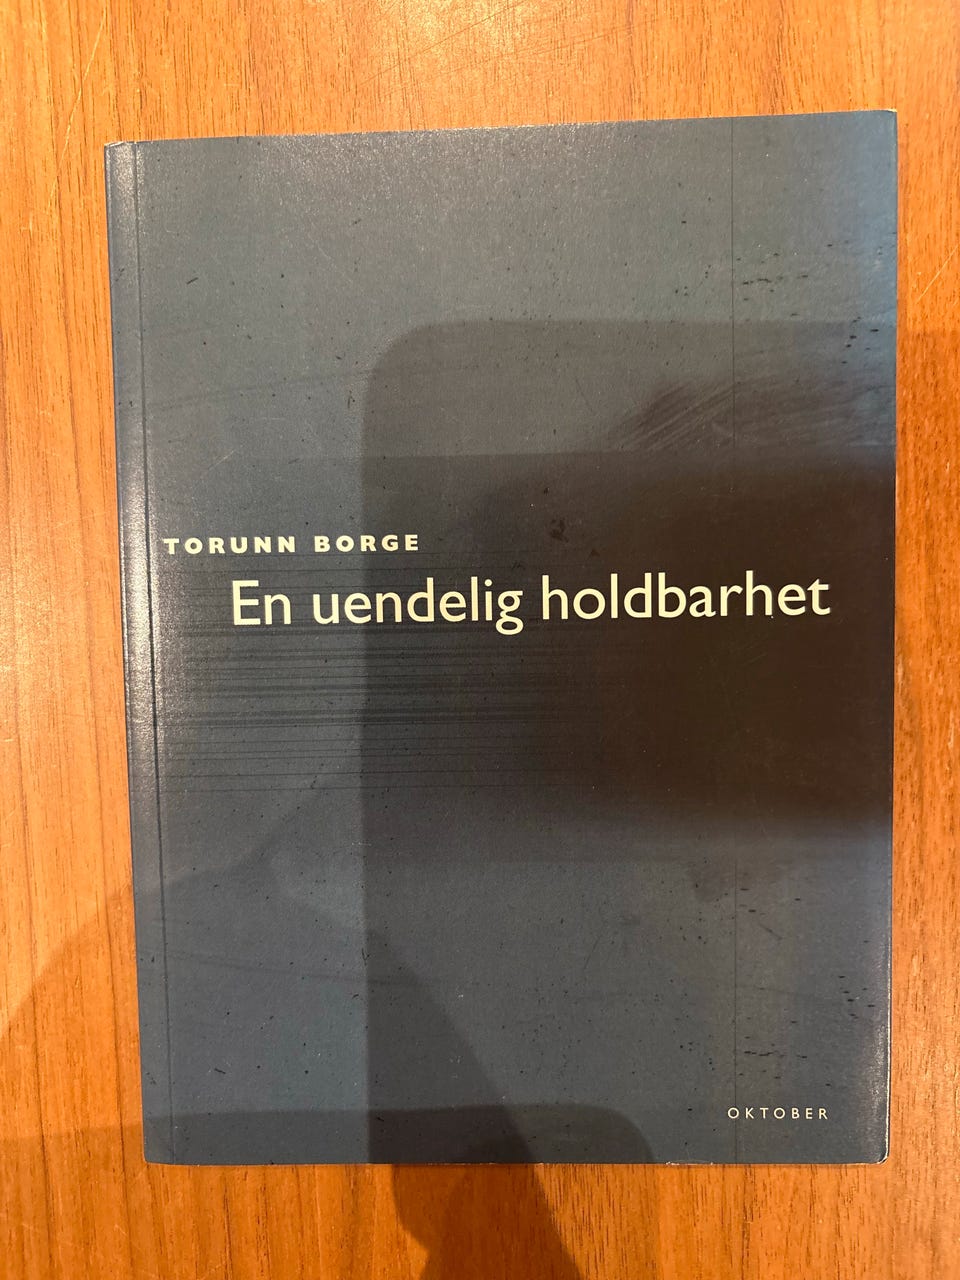 TORUNN BORGE
En uendelig holdbarhet
OKTOBER